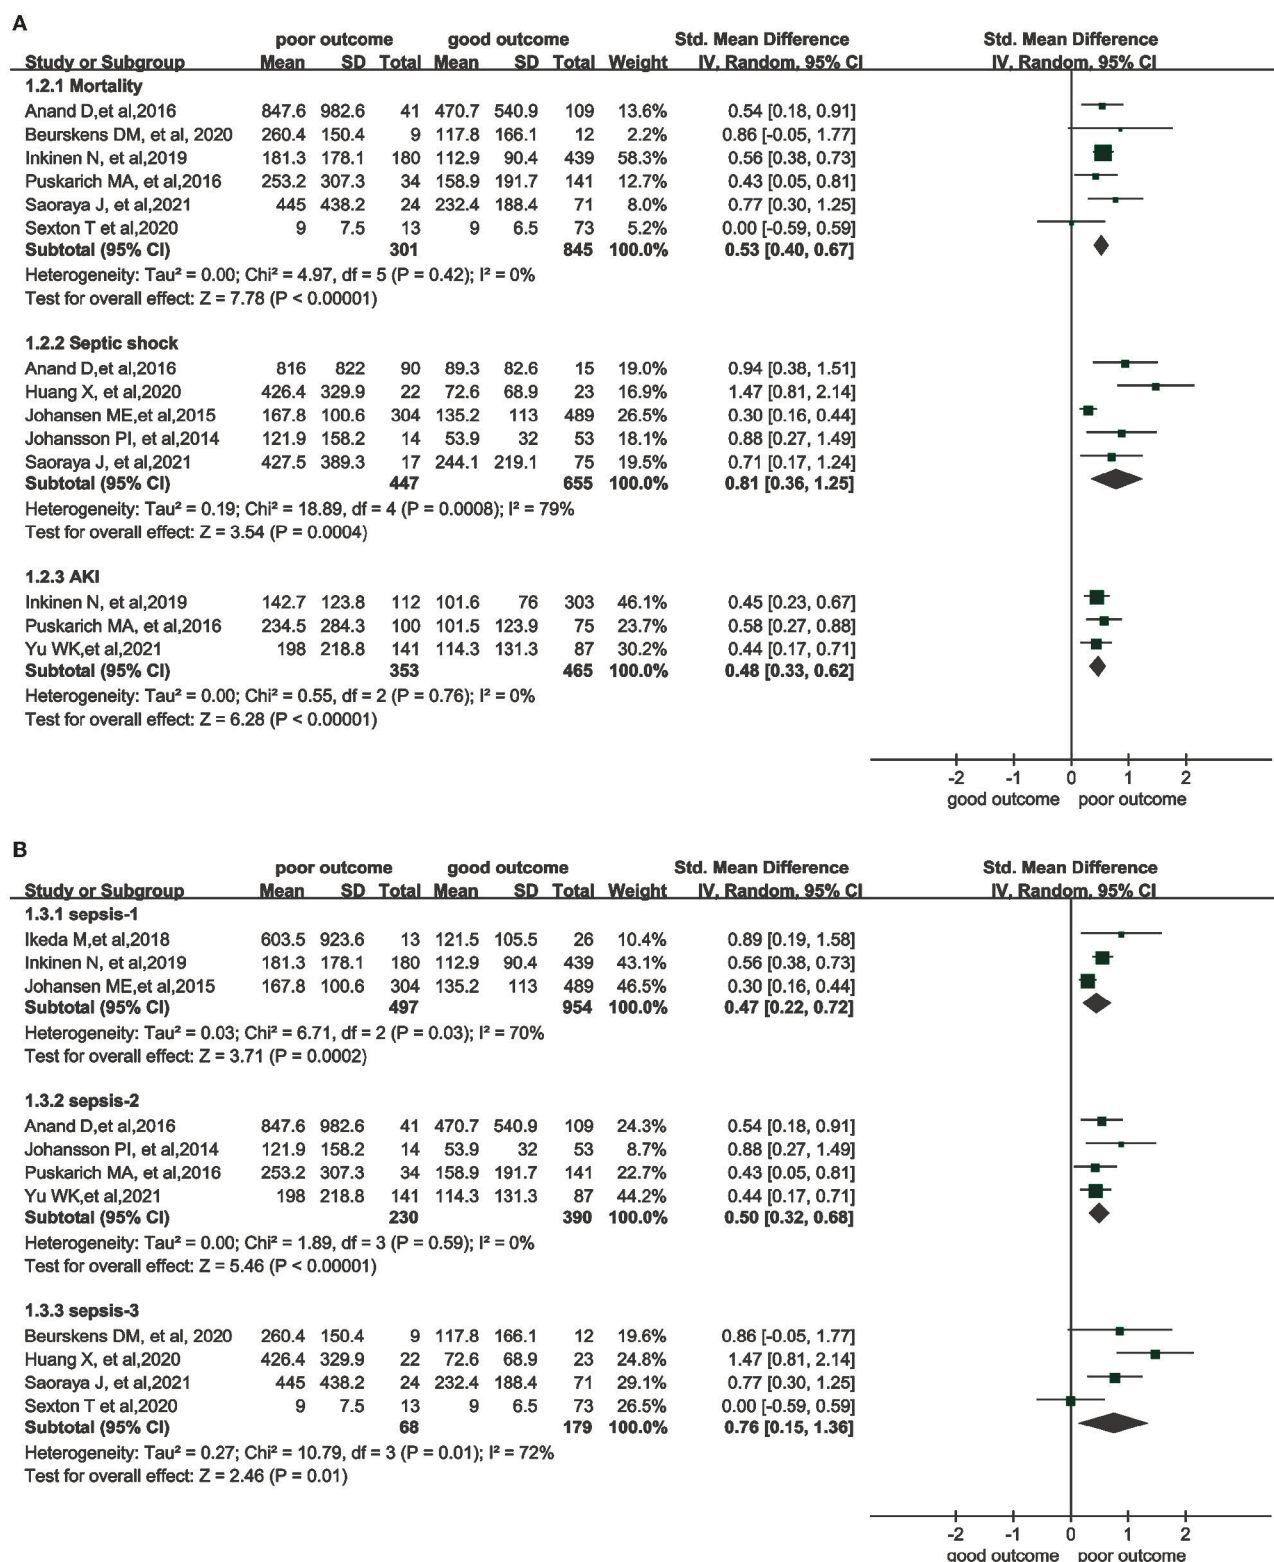 A
poor outcome good outcome Std. Mean Difference Std. Mean Difference
Study or Subgroup Mean SD Total Mean SD Total Weight IV, Random, 95% CI IV, Random, 95% CI
1.2.1 Mortality
Anand D,et al,2016 847.6 982.6 41 470.7 540.9 109 13.6% 0.54 [0.18, 0.91]
Beurskens DM, et al, 2020 260.4 150.4 9 117.8 166.1 12 2.2% 0.86 [-0.05, 1.77]
Inkinen N, et al,2019 181.3 178.1 180 112.9 90.4 439 58.3% 0.56 [0.38, 0.73]
Puskarich MA, et al,2016 253.2 307.3 34 158.9 191.7 141 12.7% 0.43 [0.05, 0.81]
Saoraya J, et al,2021 445 438.2 24 232.4 188.4 71 8.0% 0.77 [0.30, 1.25]
Sexton T et al,2020 9 7.5 13 9 6.5 73 5.2% 0.00 [-0.59, 0.59]
Subtotal (95% CI) 301 845 100.0% 0.53 [0.40, 0.67]
Heterogeneity: Tau² = 0.00; Chi² = 4.97, df = 5 (P = 0.42); I² = 0%
Test for overall effect: Z = 7.78 (P < 0.00001)
1.2.2 Septic shock
Anand D,et al,2016 816 822 90 89.3 82.6 15 19.0% 0.94 [0.38, 1.51]
Huang X, et al,2020 426.4 329.9 22 72.6 68.9 23 16.9% 1.47 [0.81, 2.14]
Johansen ME,et al,2015 167.8 100.6 304 135.2 113 489 26.5% 0.30 [0.16, 0.44]
Johansson PI, et al,2014 121.9 158.2 14 53.9 32 53 18.1% 0.88 [0.27, 1.49]
Saoraya J, et al,2021 427.5 389.3 17 244.1 219.1 75 19.5% 0.71 [0.17, 1.24]
Subtotal (95% CI) 447 655 100.0% 0.81 [0.36, 1.25]
Heterogeneity: Tau² = 0.19; Chi² = 18.89, df = 4 (P = 0.0008); I² = 79%
Test for overall effect: Z = 3.54 (P = 0.0004)
1.2.3 AKI
Inkinen N, et al,2019 142.7 123.8 112 101.6 76 303 46.1% 0.45 [0.23, 0.67]
Puskarich MA, et al,2016 234.5 284.3 100 101.5 123.9 75 23.7% 0.58 [0.27, 0.88]
Yu WK,et al,2021 198 218.8 141 114.3 131.3 87 30.2% 0.44 [0.17, 0.71]
Subtotal (95% CI) 353 465 100.0% 0.48 [0.33, 0.62]
Heterogeneity: Tau² = 0.00; Chi² = 0.55, df = 2 (P = 0.76); I² = 0%
Test for overall effect: Z = 6.28 (P < 0.00001)
-2 -1 0 1 2
good outcome poor outcome
B
poor outcome good outcome Std. Mean Difference Std. Mean Difference
Study or Subgroup Mean SD Total Mean SD Total Weight IV, Random, 95% CI IV, Random, 95% CI
1.3.1 sepsis-1
Ikeda M,et al,2018 603.5 923.6 13 121.5 105.5 26 10.4% 0.89 [0.19, 1.58]
Inkinen N, et al,2019 181.3 178.1 180 112.9 90.4 439 43.1% 0.56 [0.38, 0.73]
Johansen ME,et al,2015 167.8 100.6 304 135.2 113 489 46.5% 0.30 [0.16, 0.44]
Subtotal (95% CI) 497 954 100.0% 0.47 [0.22, 0.72]
Heterogeneity: Tau² = 0.03; Chi² = 6.71, df = 2 (P = 0.03); I² = 70%
Test for overall effect: Z = 3.71 (P = 0.0002)
1.3.2 sepsis-2
Anand D,et al,2016 847.6 982.6 41 470.7 540.9 109 24.3% 0.54 [0.18, 0.91]
Johansson PI, et al,2014 121.9 158.2 14 53.9 32 53 8.7% 0.88 [0.27, 1.49]
Puskarich MA, et al,2016 253.2 307.3 34 158.9 191.7 141 22.7% 0.43 [0.05, 0.81]
Yu WK,et al,2021 198 218.8 141 114.3 131.3 87 44.2% 0.44 [0.17, 0.71]
Subtotal (95% CI) 230 390 100.0% 0.50 [0.32, 0.68]
Heterogeneity: Tau² = 0.00; Chi² = 1.89, df = 3 (P = 0.59); I² = 0%
Test for overall effect: Z = 5.46 (P < 0.00001)
1.3.3 sepsis-3
Beurskens DM, et al, 2020 260.4 150.4 9 117.8 166.1 12 19.6% 0.86 [-0.05, 1.77]
Huang X, et al,2020 426.4 329.9 22 72.6 68.9 23 24.8% 1.47 [0.81, 2.14]
Saoraya J, et al,2021 445 438.2 24 232.4 188.4 71 29.1% 0.77 [0.30, 1.25]
Sexton T et al,2020 9 7.5 13 9 6.5 73 26.5% 0.00 [-0.59, 0.59]
Subtotal (95% CI) 68 179 100.0% 0.76 [0.15, 1.36]
Heterogeneity: Tau² = 0.27; Chi² = 10.79, df = 3 (P = 0.01); I² = 72%
Test for overall effect: Z = 2.46 (P = 0.01)
-2 -1 0 1 2
good outcome poor outcome